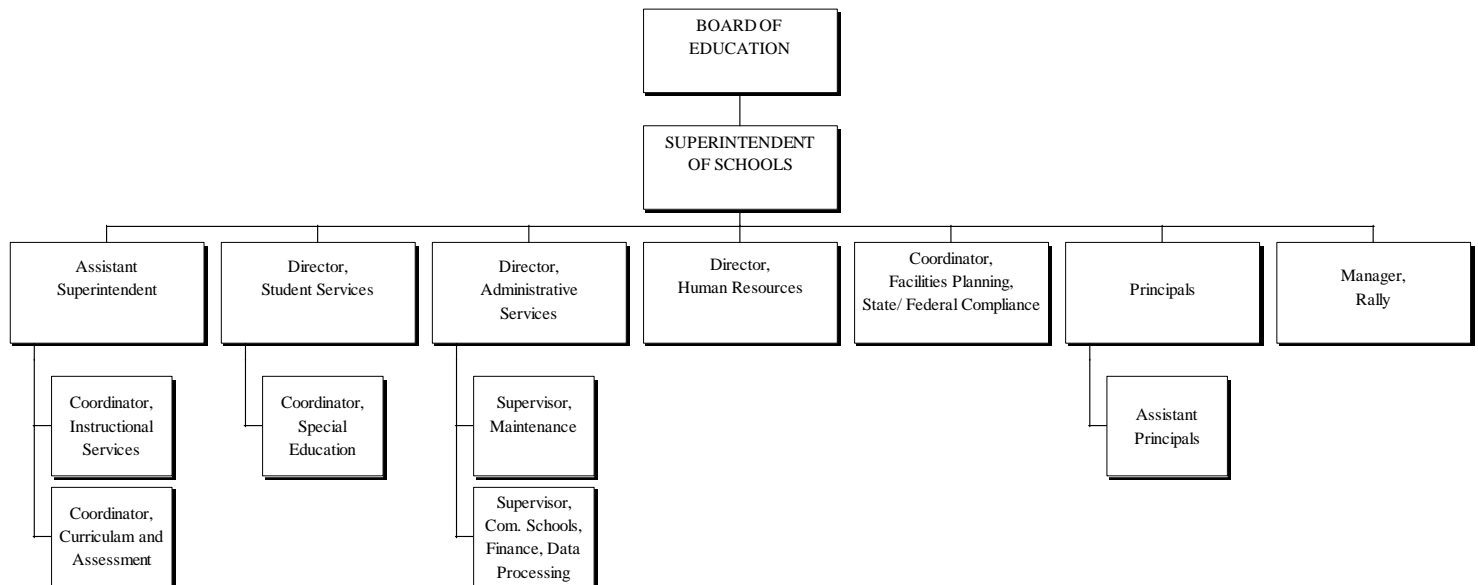 BOARD OF
EDUCATION
SUPERINTENDENT
OF SCHOOLS
Assistant
Superintendent
Director,
Student Services
Director,
Administrative
Services
Director,
Human Resources
Coordinator,
Facilities Planning,
State/ Federal Compliance
Principals
Manager,
Rally
Coordinator,
Instructional
Services
Coordinator,
Special
Education
Supervisor,
Maintenance
Assistant
Principals
Coordinator,
Curriculam and
Assessment
Supervisor,
Com. Schools,
Finance, Data
Processing